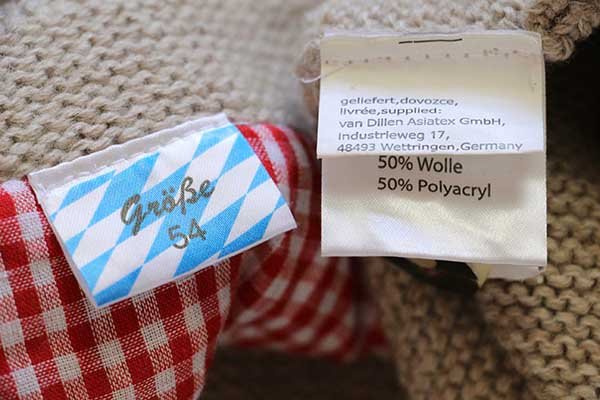 Größe
54
geliefert,dovozce,
livrée,supplied:
van Dillen Asiatex GmbH,
Industrieweg 17,
48493 Wettringen,Germany
50% Wolle
50% Polyacryl